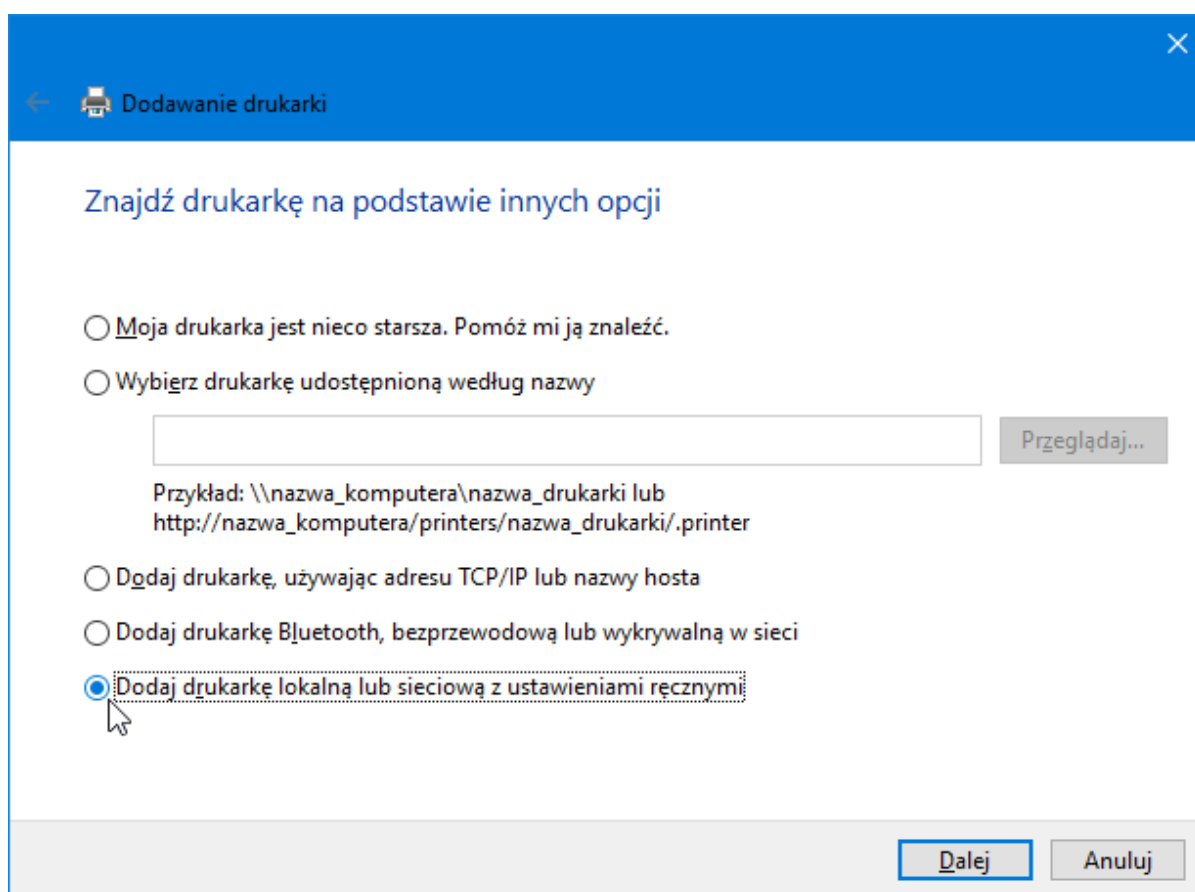 Dodawanie drukarki
Znajdź drukarkę na podstawie innych opcji
Moja drukarka jest nieco starsza. Pomóż mi ją znaleźć.
Wybierz drukarkę udostępnioną według nazwy
Przeglądaj...
Przykład: \\nazwa_komputera\nazwa_drukarki lub
http://nazwa_komputera/printers/nazwa_drukarki/.printer
Dodaj drukarkę, używając adresu TCP/IP lub nazwy hosta
Dodaj drukarkę Bluetooth, bezprzewodową lub wykrywalną w sieci
Dodaj drukarkę lokalną lub sieciową z ustawieniami ręcznymi
Dalej
Anuluj